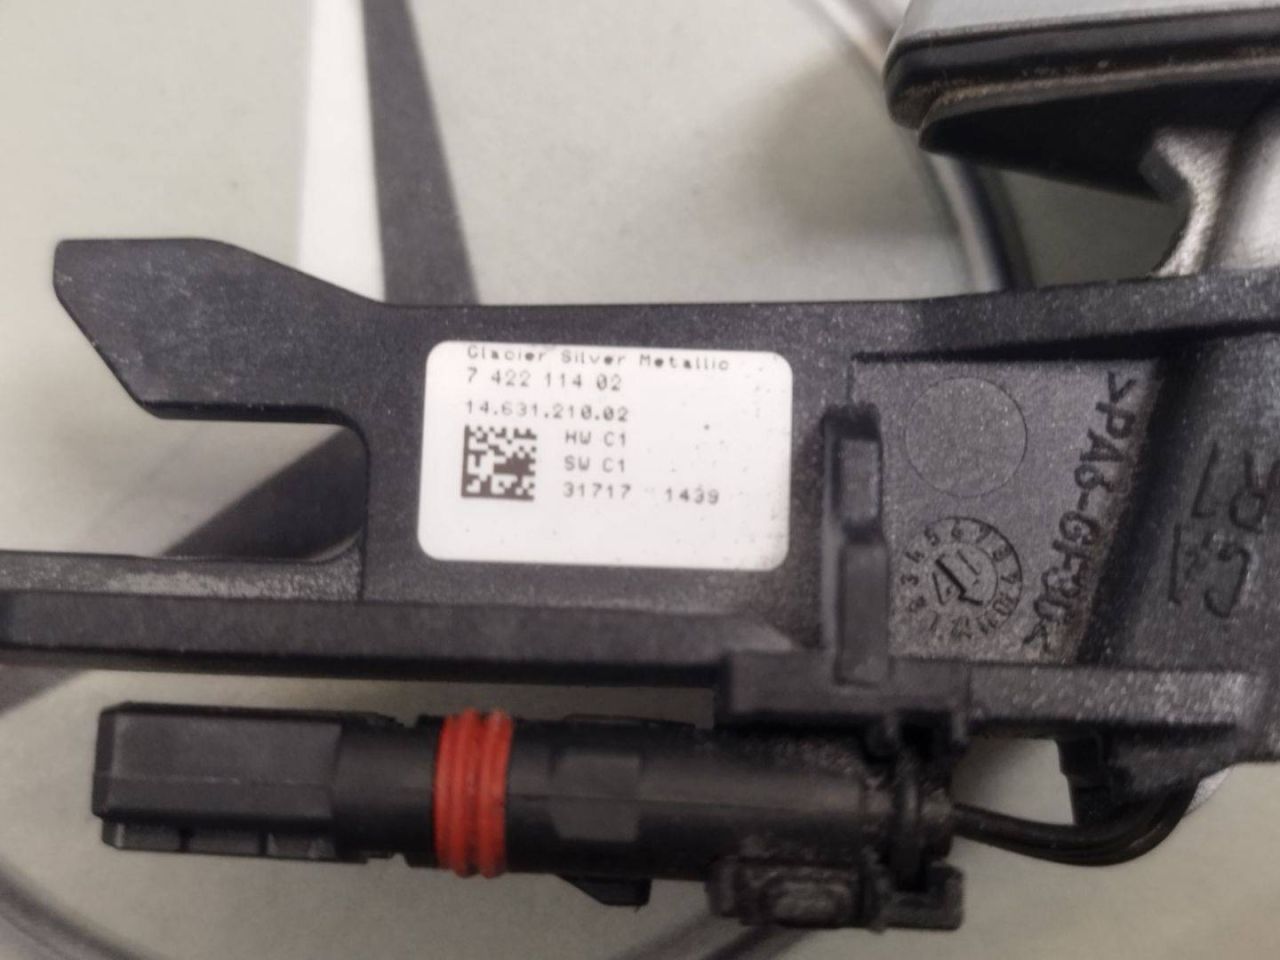 Glacier Silver Metallic
7 422 114 02
14.631.210.02
HW C1
SW C1
31717 1439
>PA6-GF30<